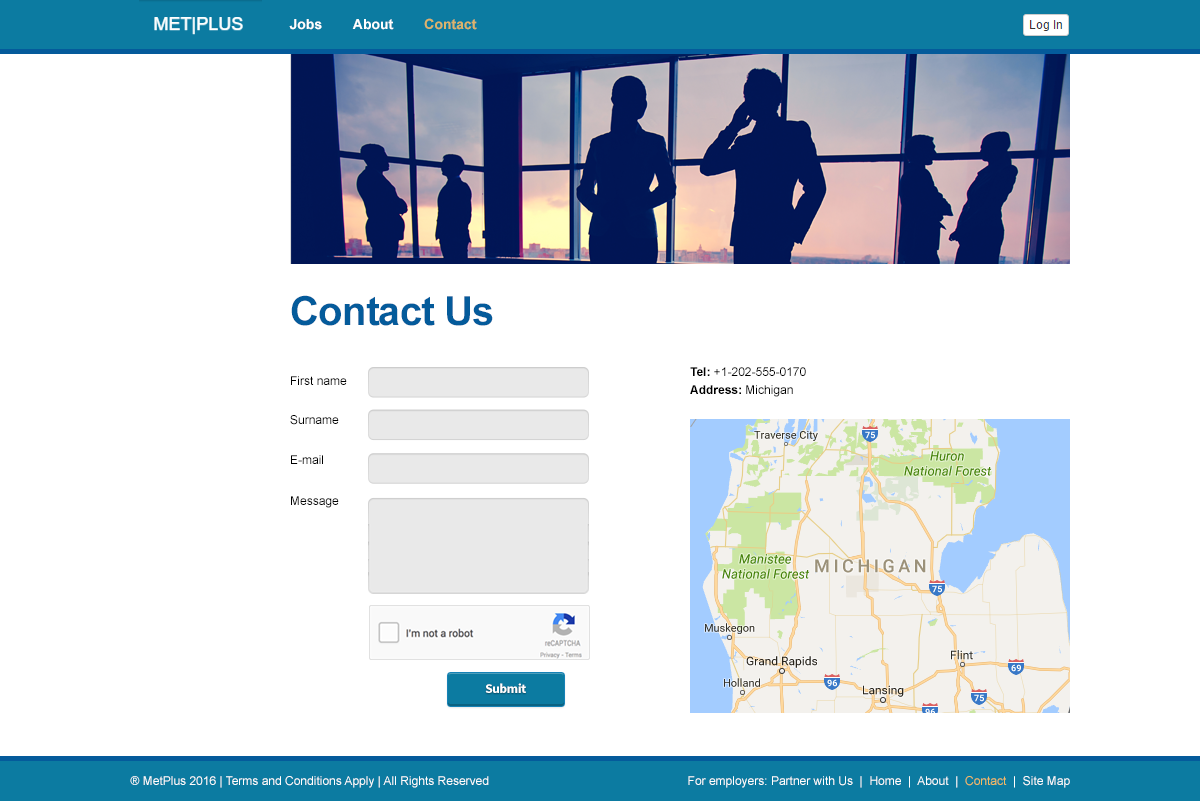 MET|PLUS
Jobs About Contact
Log In
Contact Us
First name
Surname
E-mail
Message
I'm not a robot
reCAPTCHA
Privacy - Terms
Submit
Tel: +1-202-555-0170
Address: Michigan
Traverse City
75
Huron
National Forest
Manistee
National Forest
MICHIGAN
75
Muskegon
Grand Rapids
Flint
69
Holland
96
Lansing
75
96
® MetPlus 2016 | Terms and Conditions Apply | All Rights Reserved
For employers: Partner with Us | Home | About | Contact | Site Map